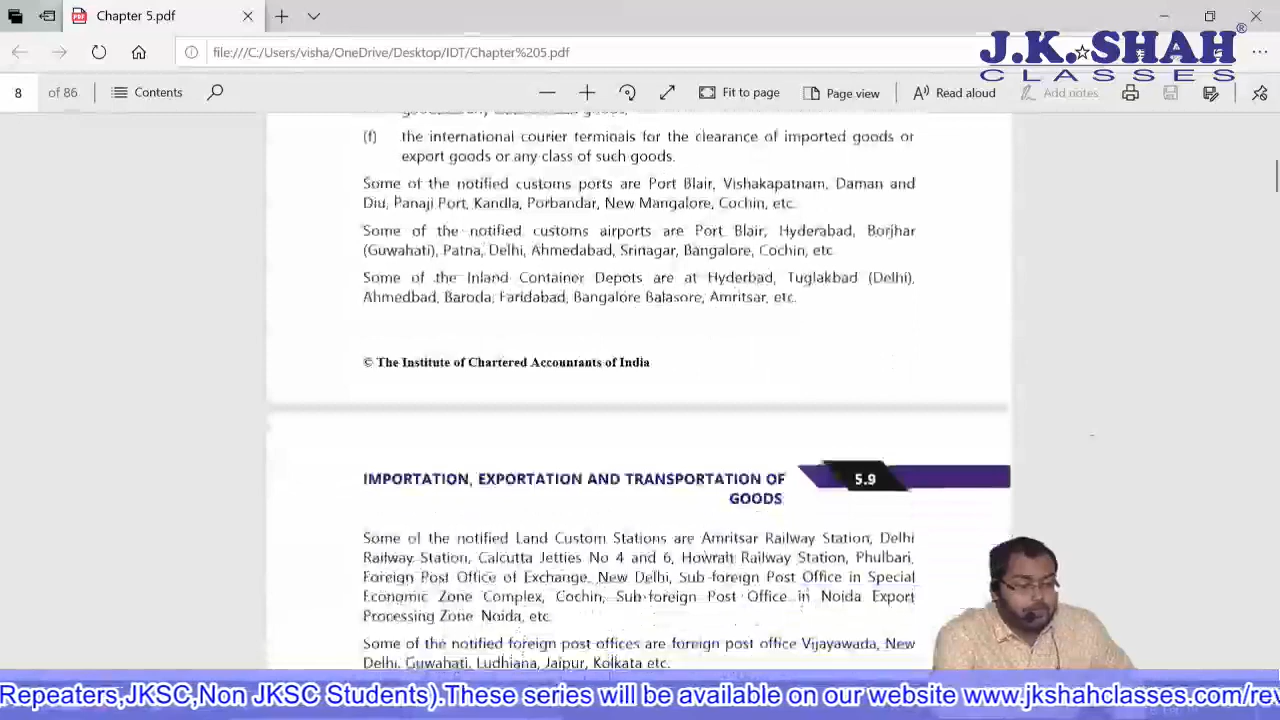 Chapter 5.pdf
J.K.SHAH®
CLASSES
file:///C:/Users/visha/OneDrive/Desktop/IDT/Chapter%205.pdf
8 of 86 Contents Fit to page Page view Read aloud Add notes
(f) the international courier terminals for the clearance of imported goods or
export goods or any class of such goods.
Some of the notified customs ports are Port Blair, Vishakapatnam, Daman and
Diu, Panaji Port, Kandla, Porbandar, New Mangalore, Cochin, etc.
Some of the notified customs airports are Port Blair, Hyderabad, Borjhar
(Guwahati), Patna, Delhi, Ahmedabad, Srinagar, Bangalore, Cochin, etc
Some of the Inland Container Depots are at Hyderbad, Tuglakbad (Delhi),
Ahmedbad, Baroda, Faridabad, Bangalore Balasore, Amritsar, etc.
© The Institute of Chartered Accountants of India
IMPORTATION, EXPORTATION AND TRANSPORTATION OF
GOODS
5.9
Some of the notified Land Custom Stations are Amritsar Railway Station, Delhi
Railway Station, Calcutta Jetties No 4 and 6, Howrah Railway Station, Phulbari,
Foreign Post Office of Exchange, New Delhi, Sub-foreign Post Office in Special
Economic Zone Complex, Cochin, Sub-foreign Post Office in Noida Export
Processing Zone Noida, etc.
Some of the notified foreign post offices are foreign post office Vijayawada, New
Delhi, Guwahati, Ludhiana, Jaipur, Kolkata etc.
Repeaters,JKSC,Non JKSC Students).These series will be available on our website www.jkshahclasses.com/rev